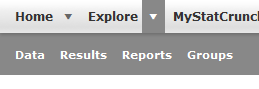 Home Explore MyStatCrunch
Data Results Reports Groups